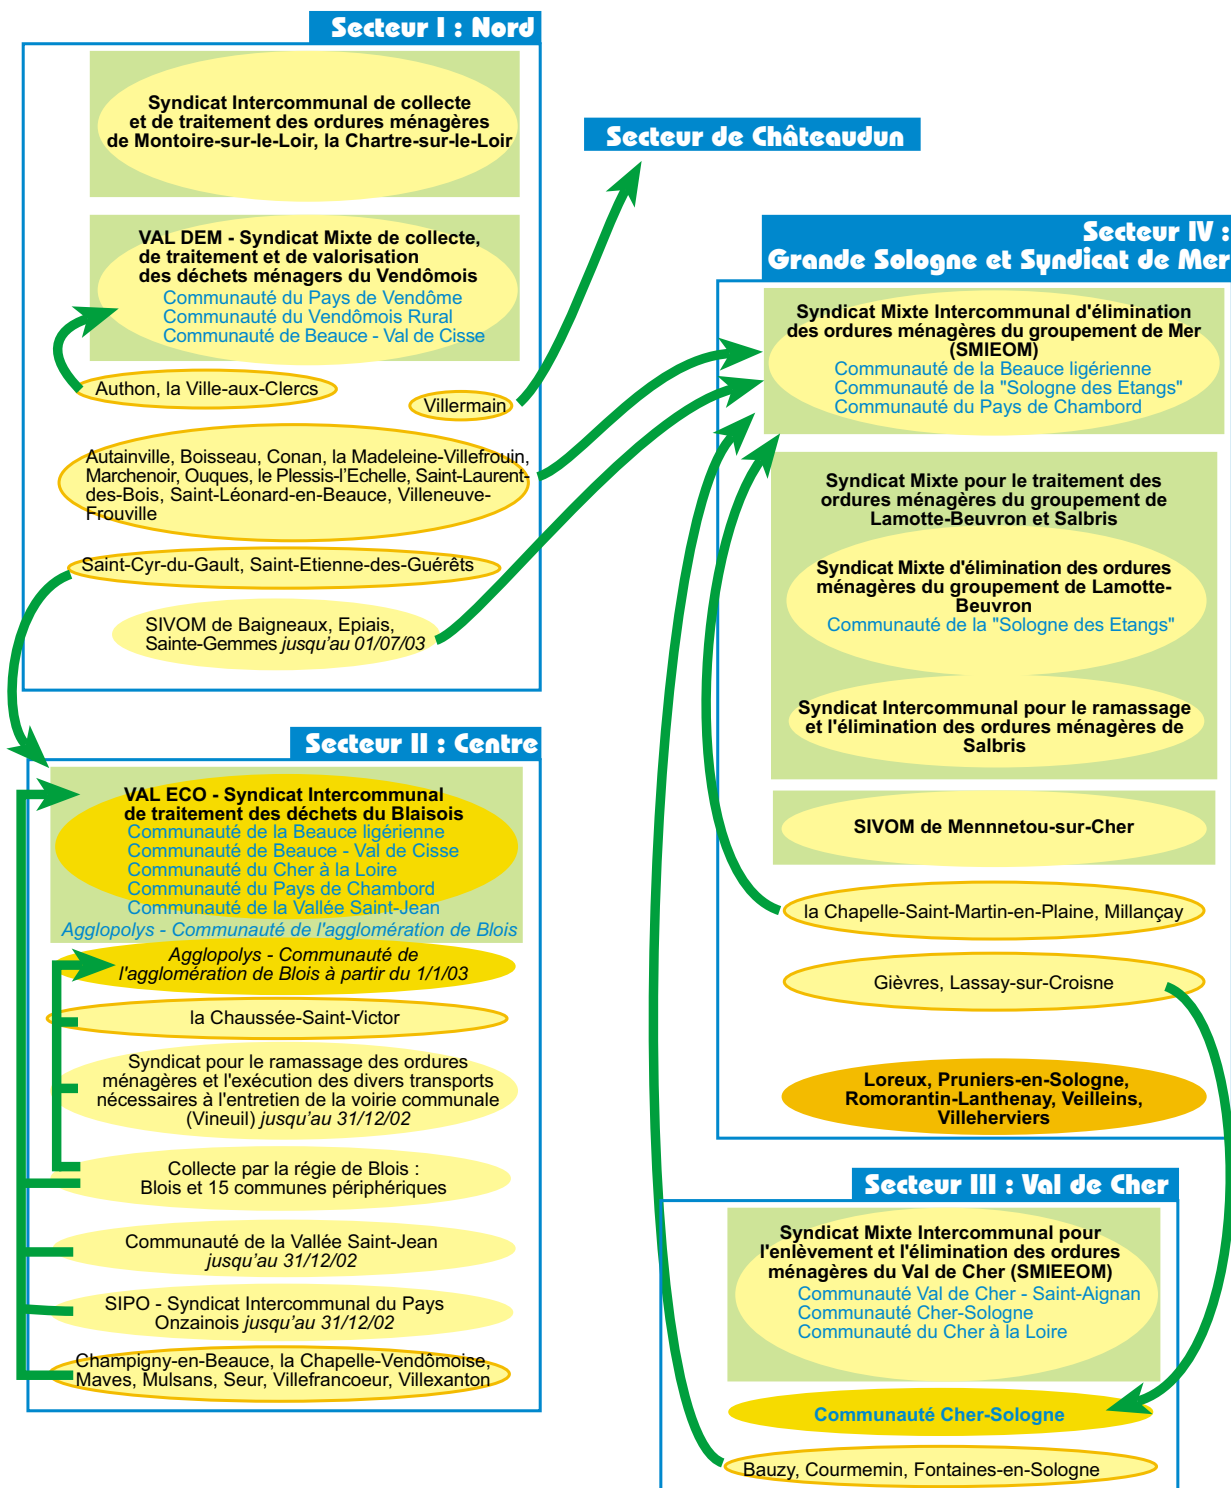 Secteur I : Nord
Syndicat Intercommunal de collecte
et de traitement des ordures ménagères
de Montoire-sur-le-Loir, la Chartre-sur-le-Loir
VAL DEM - Syndicat Mixte de collecte,
de traitement et de valorisation
des déchets ménagers du Vendômois
Communauté du Pays de Vendôme
Communauté du Vendômois Rural
Communauté de Beauce - Val de Cisse
Authon, la Ville-aux-Clercs
Villermain
Autainville, Boisseau, Conan, la Madeleine-Villefrouin,
Marchenoir, Ouques, le Plessis-l'Echelle, Saint-Laurent-
des-Bois, Saint-Léonard-en-Beauce, Villeneuve-
Frouville
Saint-Cyr-du-Gault, Saint-Etienne-des-Guérêts
SIVOM de Baigneaux, Epiais,
Sainte-Gemmes jusqu'au 01/07/03
Secteur de Châteaudun
Secteur II : Centre
VAL ECO - Syndicat Intercommunal
de traitement des déchets du Blaisois
Communauté de la Beauce ligérienne
Communauté de Beauce - Val de Cisse
Communauté du Cher à la Loire
Communauté du Pays de Chambord
Communauté de la Vallée Saint-Jean
Agglopolys - Communauté de l'agglomération de Blois
Agglopolys - Communauté de
l'agglomération de Blois à partir du 1/1/03
la Chaussée-Saint-Victor
Syndicat pour le ramassage des ordures
ménagères et l'exécution des divers transports
nécessaires à l'entretien de la voirie communale
(Vineuil) jusqu'au 31/12/02
Collecte par la régie de Blois :
Blois et 15 communes périphériques
Communauté de la Vallée Saint-Jean
jusqu'au 31/12/02
SIPO - Syndicat Intercommunal du Pays
Onzainois jusqu'au 31/12/02
Champigny-en-Beauce, la Chapelle-Vendômoise,
Maves, Mulsans, Seur, Villefrancoeur, Villexanton
Secteur IV :
Grande Sologne et Syndicat de Mer
Syndicat Mixte Intercommunal d'élimination
des ordures ménagères du groupement de Mer
(SMIEOM)
Communauté de la Beauce ligérienne
Communauté de la "Sologne des Etangs"
Communauté du Pays de Chambord
Syndicat Mixte pour le traitement des
ordures ménagères du groupement de
Lamotte-Beuvron et Salbris
Syndicat Mixte d'élimination des ordures
ménagères du groupement de Lamotte-
Beuvron
Communauté de la "Sologne des Etangs"
Syndicat Intercommunal pour le ramassage
et l'élimination des ordures ménagères de
Salbris
SIVOM de Mennnetou-sur-Cher
la Chapelle-Saint-Martin-en-Plaine, Millançay
Gièvres, Lassay-sur-Croisne
Loreux, Pruniers-en-Sologne,
Romorantin-Lanthenay, Veilleins,
Villeherviers
Secteur III : Val de Cher
Syndicat Mixte Intercommunal pour
l'enlèvement et l'élimination des ordures
ménagères du Val de Cher (SMIEEOM)
Communauté Val de Cher - Saint-Aignan
Communauté Cher-Sologne
Communauté du Cher à la Loire
Communauté Cher-Sologne
Bauzy, Courmemin, Fontaines-en-Sologne